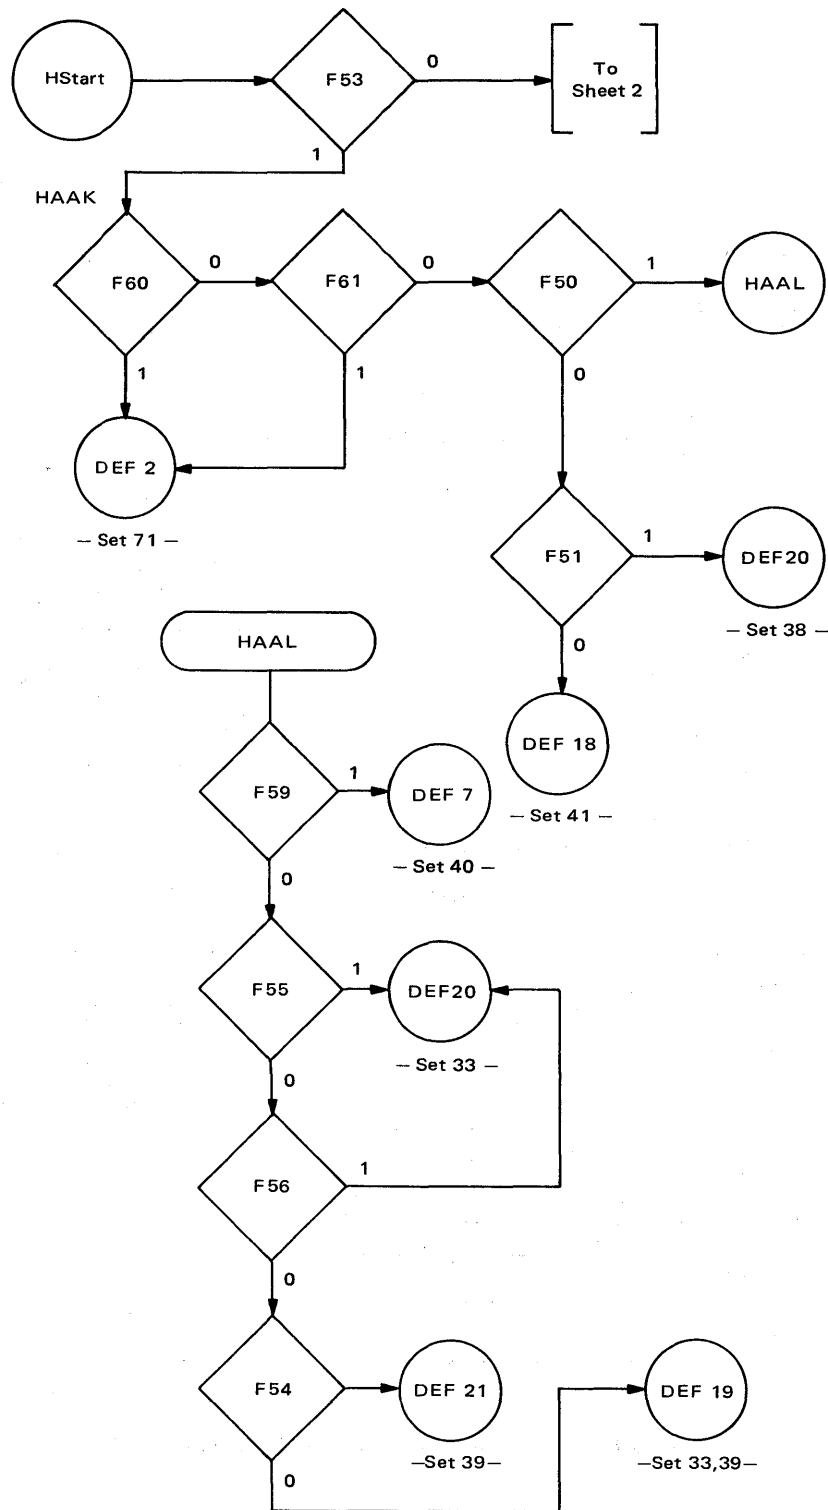 HStart
F53
0
To
Sheet 2
1
HAAK
F60
0
F61
0
F50
1
HAAL
1
1
0
DEF 2
— Set 71 —
F51
1
DEF20
— Set 38 —
0
DEF 18
— Set 41 —
HAAL
F59
1
DEF 7
— Set 40 —
0
F55
1
DEF20
— Set 33 —
0
F56
1
0
F54
DEF 21
—Set 39—
DEF 19
—Set 33,39—
0